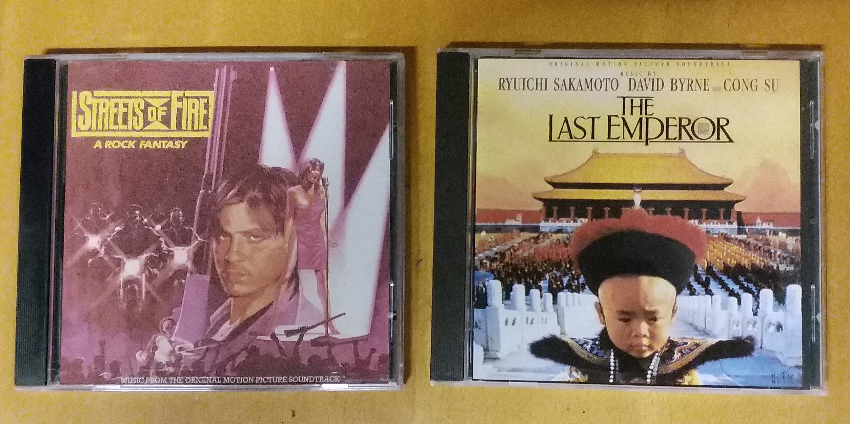 STREETS OF FIRE
A ROCK FANTASY
MUSIC FROM THE ORIGINAL MOTION PICTURE SOUNDTRACK
ORIGINAL MOTION PICTURE SOUNDTRACK
MUSIC BY
RYUICHI SAKAMOTO DAVID BYRNE AND CONG SU
THE
LAST EMPEROR